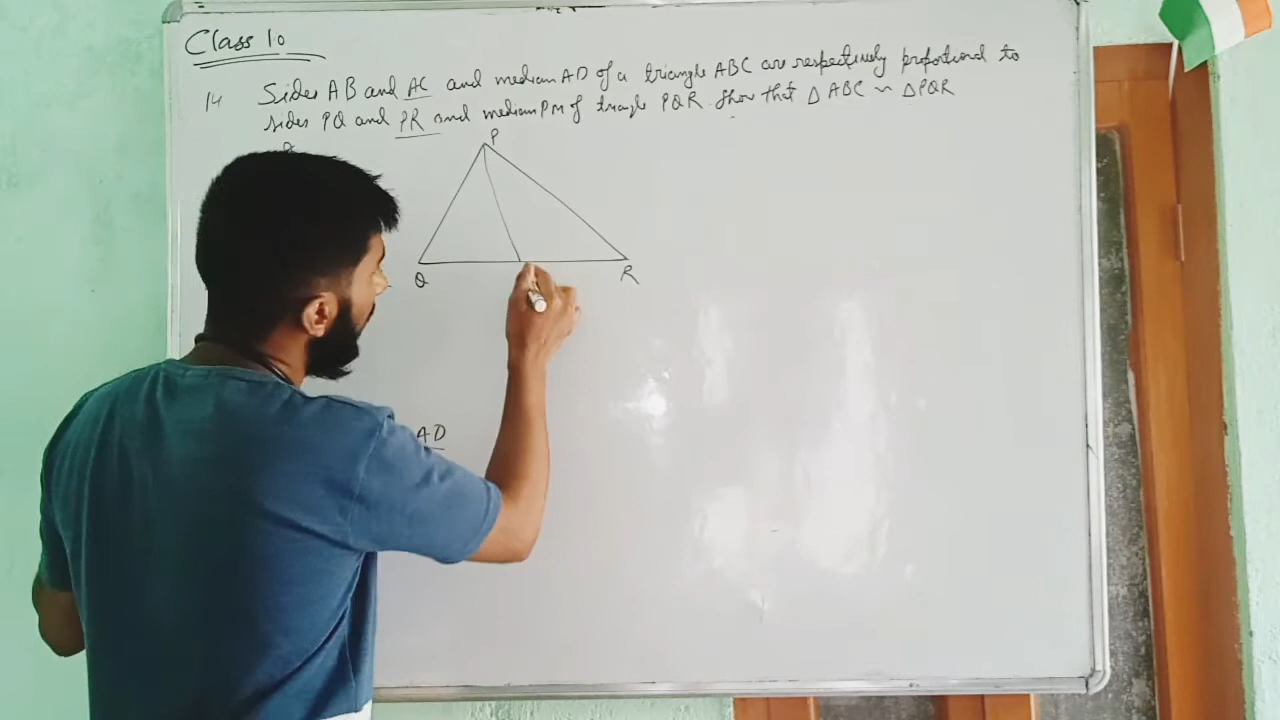 Class 10
14 Sides AB and AC and median AD of a triangle ABC are respectively proportional to
sides PQ and PR and median PM of triangle PQR. Show that △ ABC ~ △PQR
P
Q
R
AD